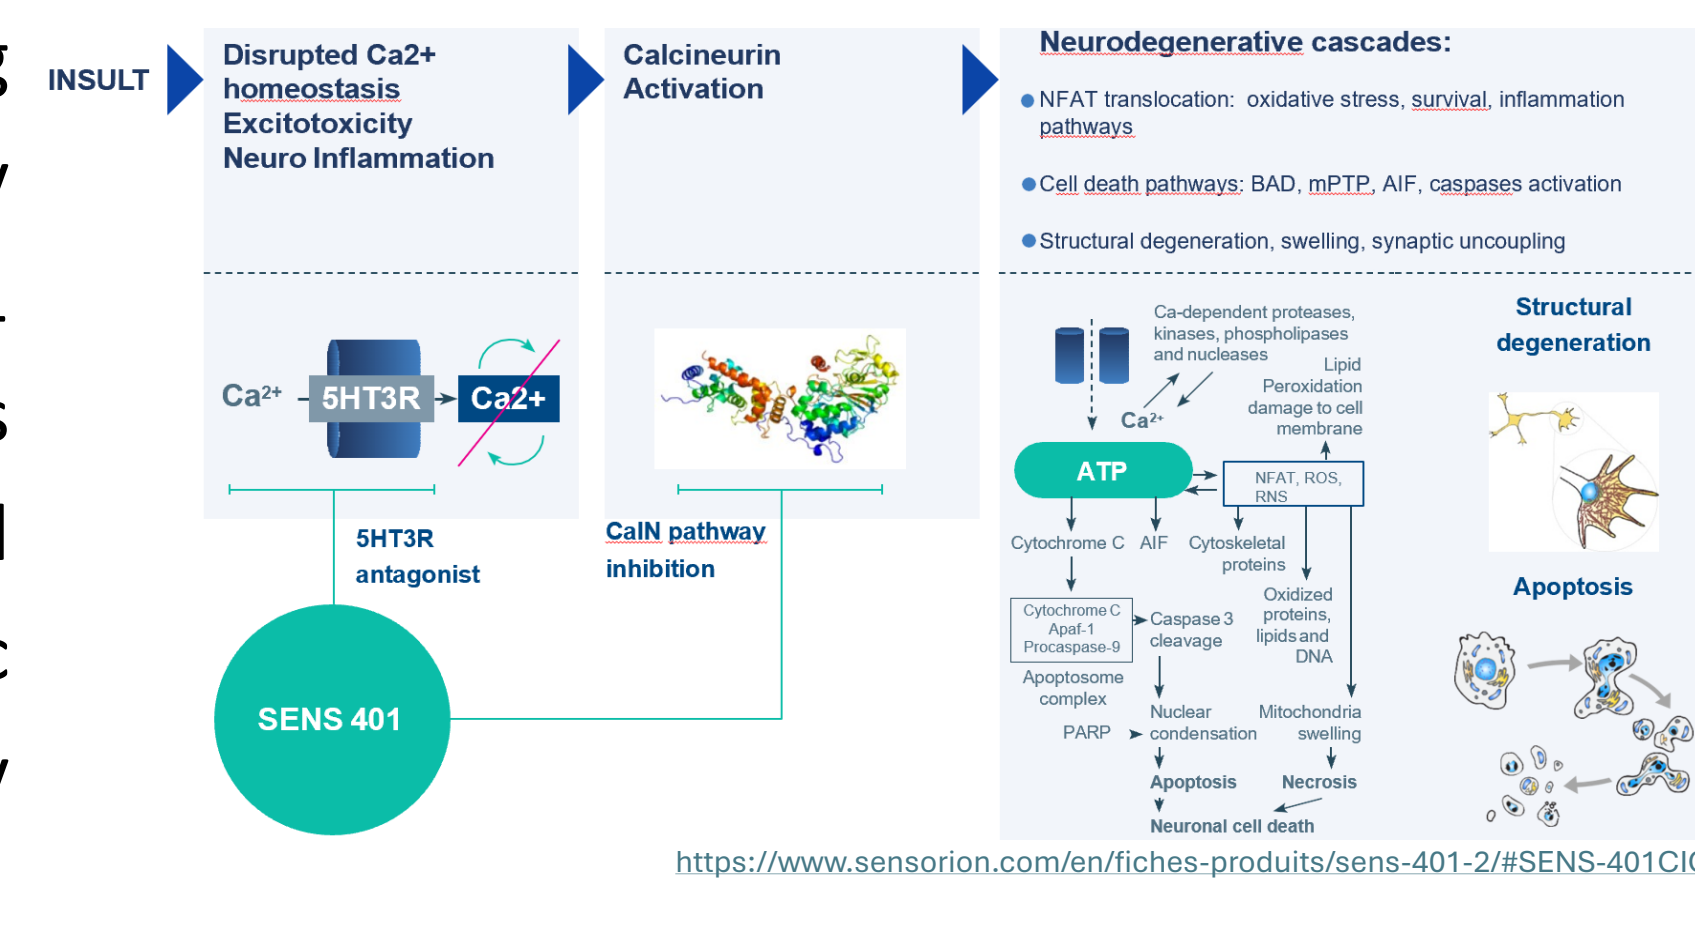 INSULT
Disrupted Ca2+
homeostasis
Excitotoxicity
Neuro Inflammation
Calcineurin
Activation
Neurodegenerative cascades:
NFAT translocation: oxidative stress, survival, inflammation
pathways
Cell death pathways: BAD, mPTP, AIF, caspases activation
Structural degeneration, swelling, synaptic uncoupling
Ca²⁺
5HT3R
Ca2+
5HT3R
antagonist
CalN pathway
inhibition
SENS 401
Ca-dependent proteases,
kinases, phospholipases
and nucleases
Lipid
Peroxidation
damage to cell
membrane
Ca²⁺
ATP
NFAT, ROS,
RNS
Cytochrome C
AIF
Cytoskeletal
proteins
Oxidized
proteins,
lipids and
DNA
Cytochrome C
Apaf-1
Procaspase-9
Caspase 3
cleavage
Apoptosome
complex
PARP
Nuclear
condensation
Mitochondria
swelling
Apoptosis
Necrosis
Neuronal cell death
Structural
degeneration
Apoptosis
https://www.sensorion.com/en/fiches-produits/sens-401-2/#SENS-401CI